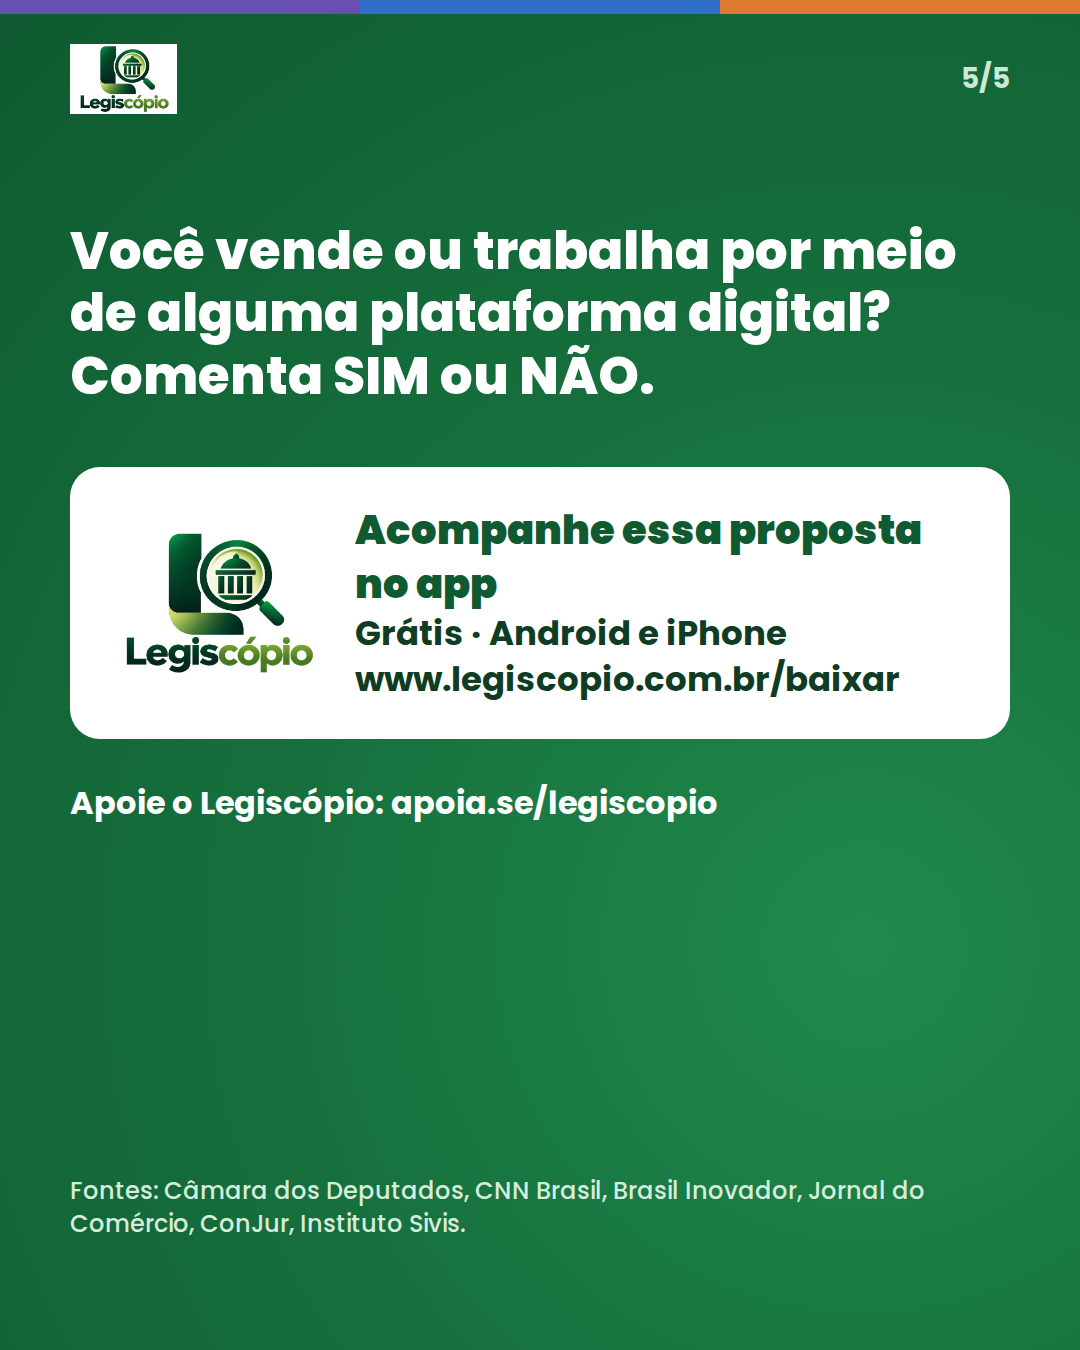 Legiscópio
5/5
Você vende ou trabalha por meio
de alguma plataforma digital?
Comenta SIM ou NÃO.
Legiscópio
Acompanhe essa proposta
no app
Grátis • Android e iPhone
www.legiscopio.com.br/baixar
Apoie o Legiscópio: apoia.se/legiscopio
Fontes: Câmara dos Deputados, CNN Brasil, Brasil Inovador, Jornal do
Comércio, ConJur, Instituto Sivis.